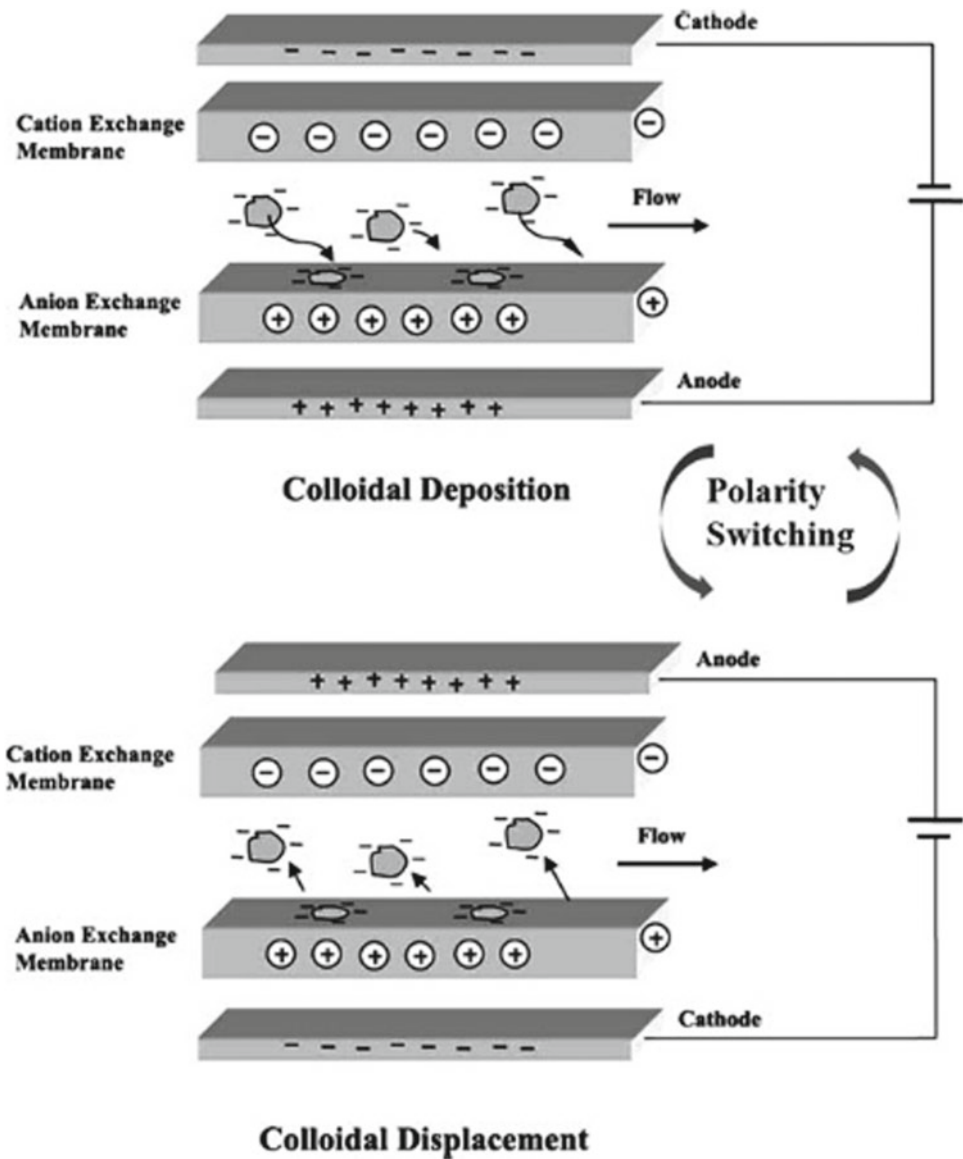 Cathode
Cation Exchange
Membrane
Flow
Anion Exchange
Membrane
Anode
Colloidal Deposition
Polarity
Switching
Anode
Cation Exchange
Membrane
Flow
Anion Exchange
Membrane
Cathode
Colloidal Displacement